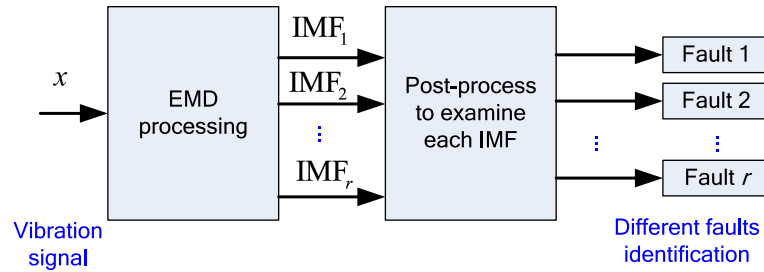 x
Vibration
signal
EMD
processing
IMF1
IMF2
IMFr
Post-process
to examine
each IMF
Fault 1
Fault 2
Fault r
Different faults
identification